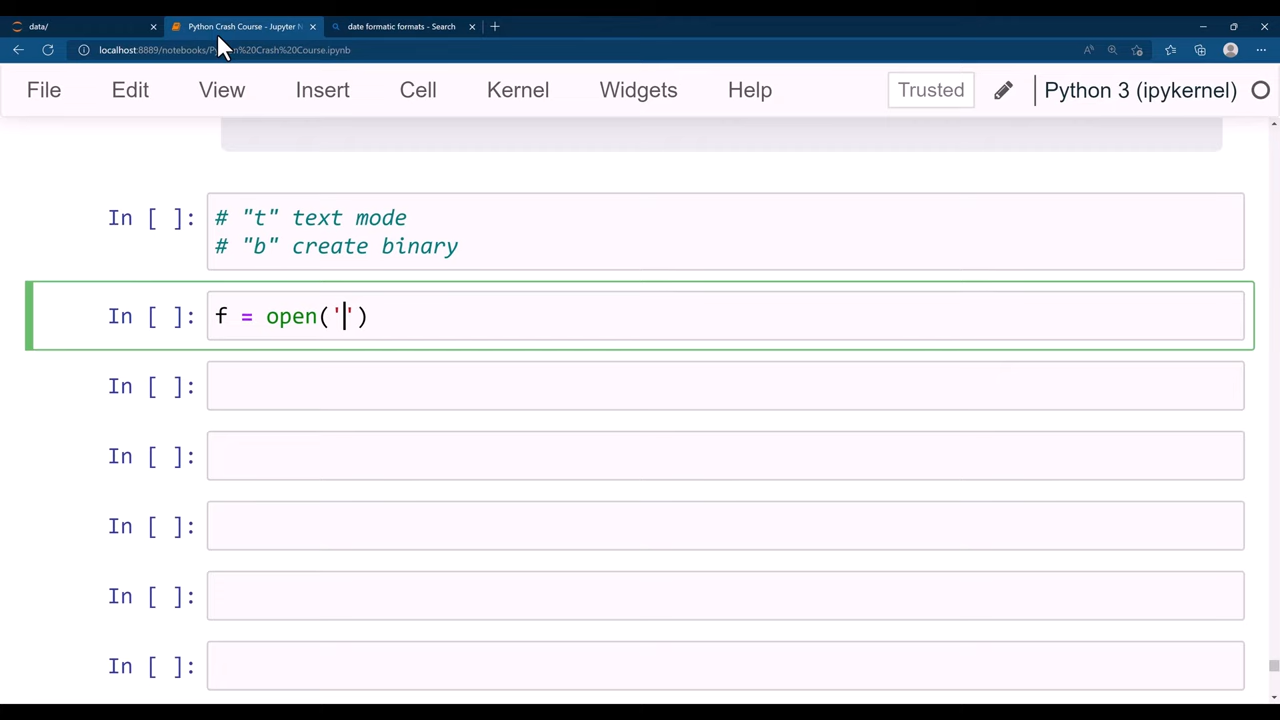 data/
Python Crash Course - Jupyter N
date formatic formats - Search
localhost:8889/notebooks/Py n%20Crash%20Course.ipynb
File Edit View Insert Cell Kernel Widgets Help Trusted Python 3 (ipykernel)
In [ ]: # "t" text mode
# "b" create binary
In [ ]: f = open('')
In [ ]:
In [ ]:
In [ ]:
In [ ]:
In [ ]: